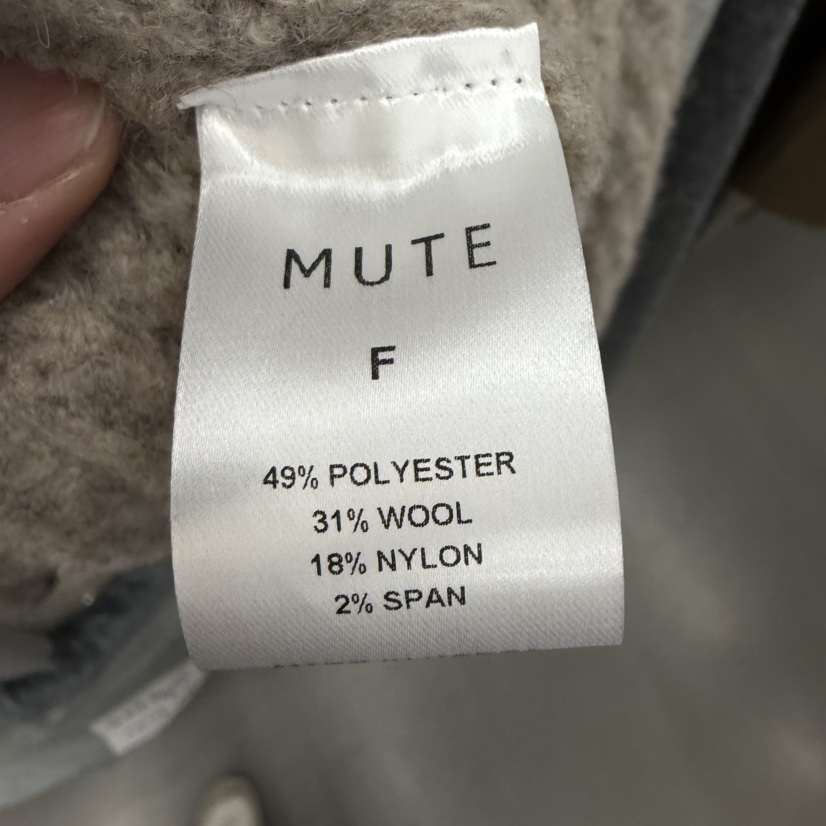 MUTE
F
49% POLYESTER
31% WOOL
18% NYLON
2% SPAN